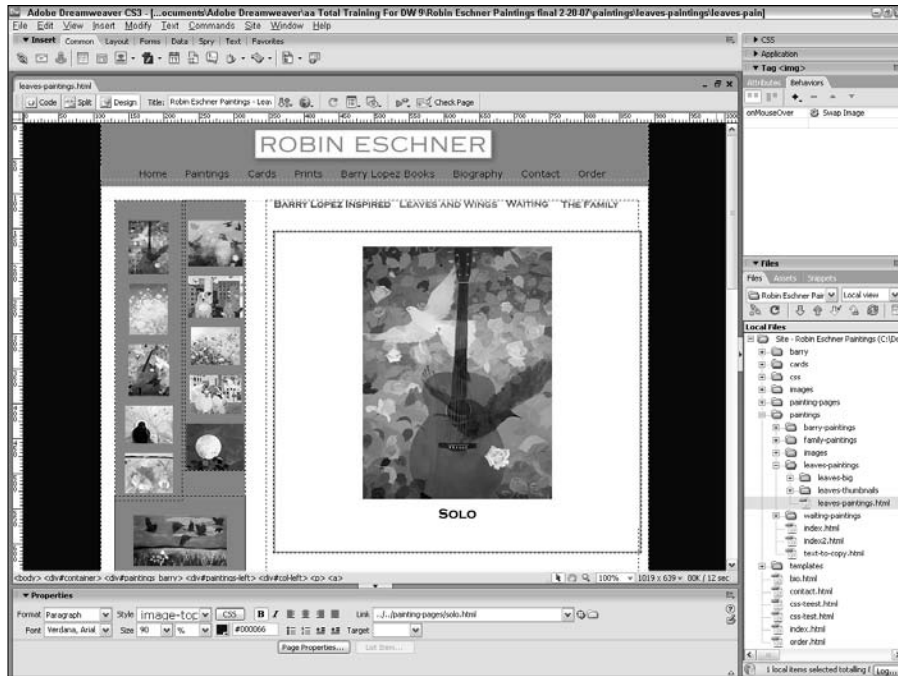 Adobe Dreamweaver CS3 - [...ocuments\Adobe Dreamweaver\aa Total Training For DW 9\Robin Eschner Paintings final 2-20-07\paintings\leaves-paintings\leaves-pain]
File Edit View Insert Modify Text Commands Site Window Help
Insert Common Layout Forms Data Spry Text Favorites
leaves-paintings.html
Code Split Design Title: Robin Eschner Paintings - Leav Check Page
ROBIN ESCHNER
Home Paintings Cards Prints Barry Lopez Books Biography Contact Order
BARRY LOPEZ INSPIRED LEAVES AND WINGS WAITING THE FAMILY
SOLO
<body> <div#container> <div#paintings_barry> <div#paintings-left> <div#col-left> <p> <a>
100% 1019 x 639 80K / 12 sec
Properties
Format Paragraph Style image-top CSS B I Link ../../painting-pages/solo.html
Font Verdana, Arial Size 90 % #000066 Target
Page Properties... List Item...
CSS
Application
Tag <img>
Attributes Behaviors
onMouseOver Swap Image
Files
Files Assets Snippets
Robin Eschner Pair Local view
Local Files
Site - Robin Eschner Paintings (C:\Do
barry
cards
css
images
painting-pages
paintings
barry-paintings
family-paintings
images
leaves-paintings
leaves-big
leaves-thumbnails
leaves-paintings.html
waiting-paintings
index.html
index2.html
text-to-copy.html
templates
bio.html
contact.html
css-teest.html
css-test.html
index.html
order.html
1 local items selected totalling Log...